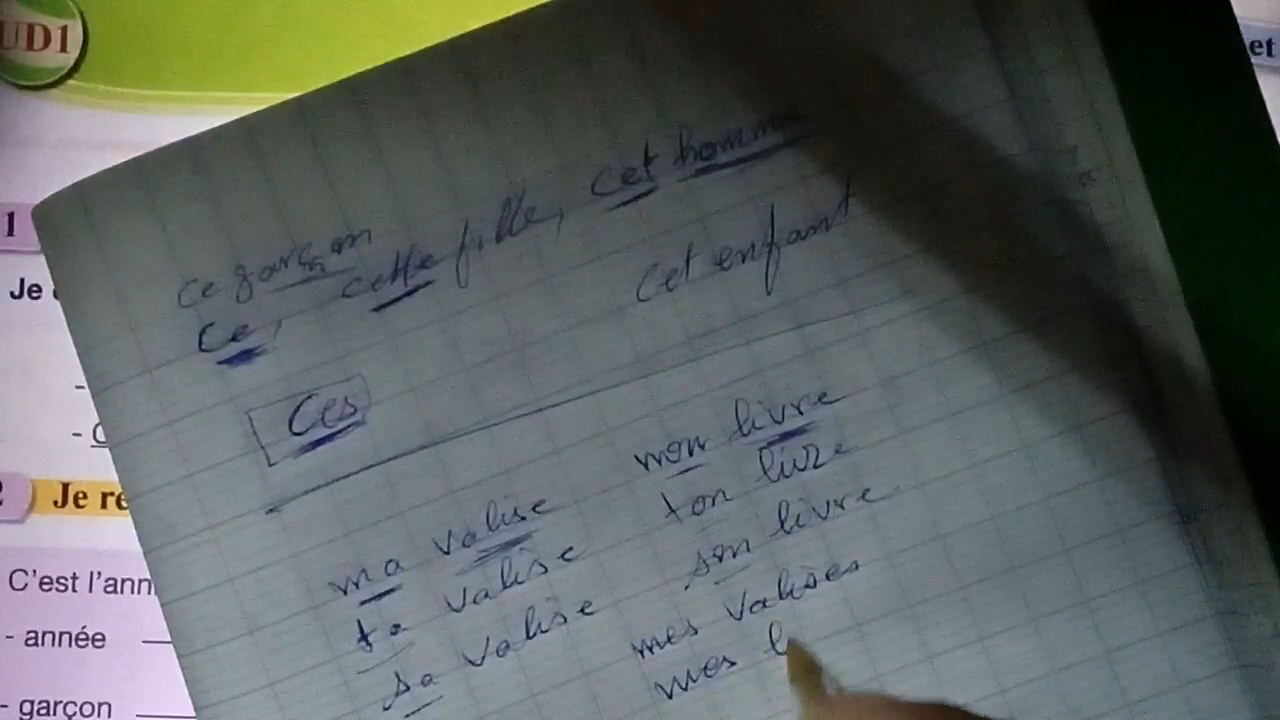 UD1
et
1
Je
ce garçon
ce, cette fille, cet homme
cet enfant
Ces
-
- C
Je re
C'est l'ann
- année
- garçon
ma valise mon livre
ta valise ton livre
sa valise son livre
mes valises
mes l